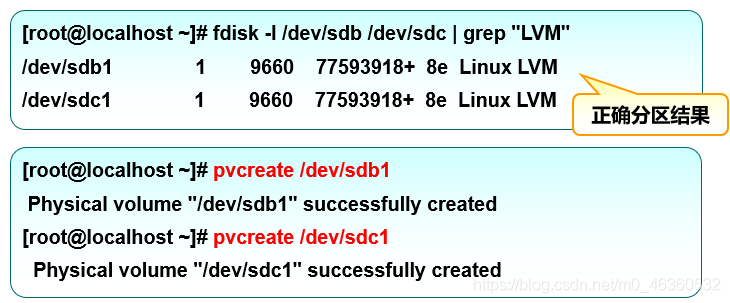 [root@localhost ~]# fdisk -l /dev/sdb /dev/sdc | grep "LVM"
/dev/sdb1 1 9660 77593918+ 8e Linux LVM
/dev/sdc1 1 9660 77593918+ 8e Linux LVM
正确分区结果
[root@localhost ~]# pvcreate /dev/sdb1
Physical volume "/dev/sdb1" successfully created
[root@localhost ~]# pvcreate /dev/sdc1
Physical volume "/dev/sdc1" successfully created
https://blog.csdn.net/m0_46360532